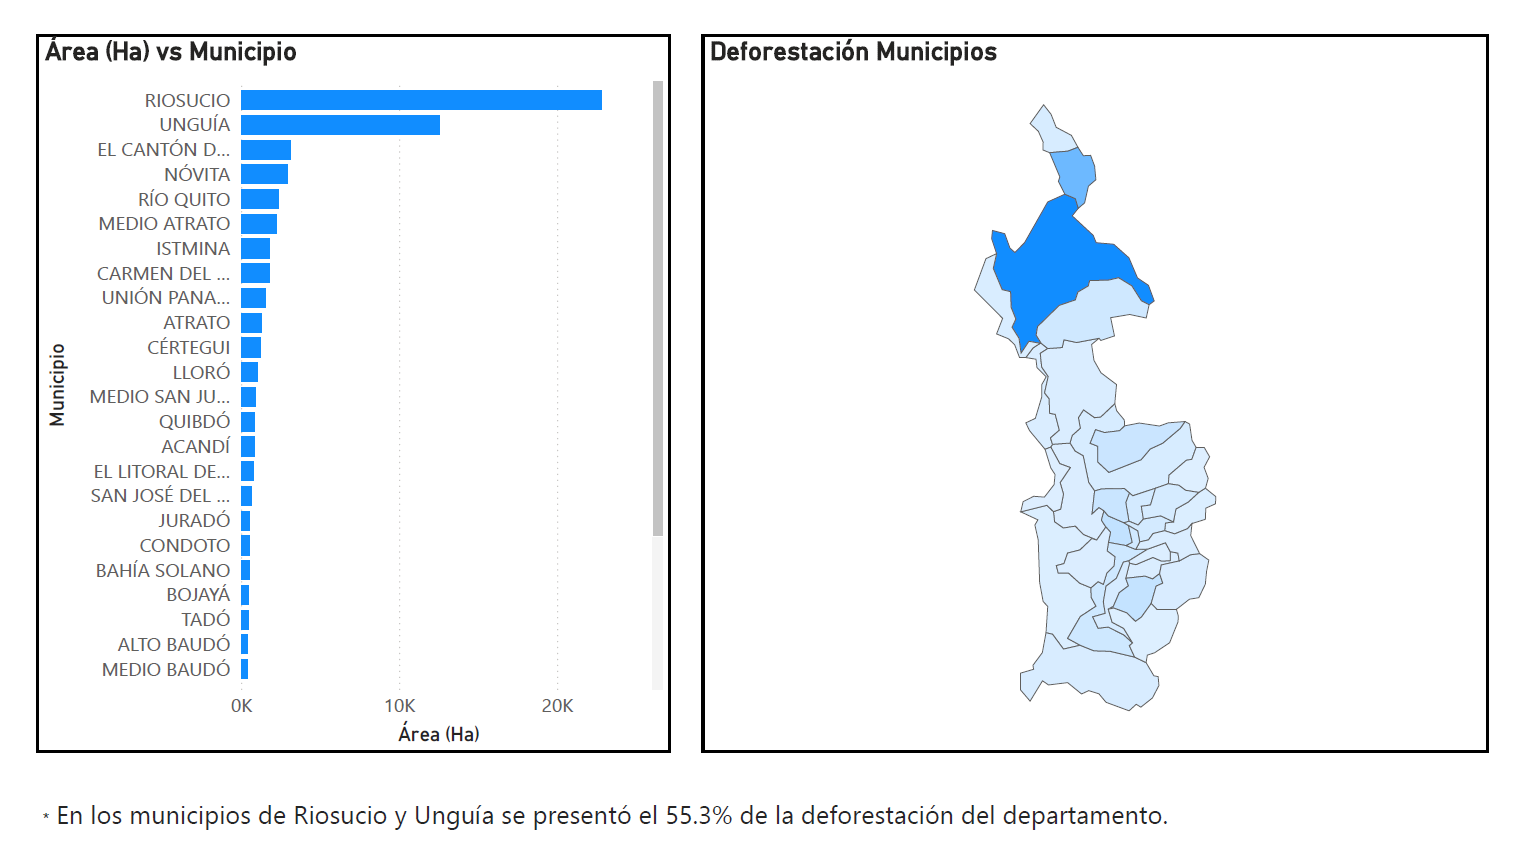 Área (Ha) vs Municipio
Municipio
RIOSUCIO
UNGUÍA
EL CANTÓN D...
NÓVITA
RÍO QUITO
MEDIO ATRATO
ISTMINA
CARMEN DEL ...
UNIÓN PANA...
ATRATO
CÉRTEGUI
LLORÓ
MEDIO SAN JU...
QUIBDÓ
ACANDÍ
EL LITORAL DE...
SAN JOSÉ DEL ...
JURADÓ
CONDOTO
BAHÍA SOLANO
BOJAYÁ
TADÓ
ALTO BAUDÓ
MEDIO BAUDÓ
0K 10K 20K
Área (Ha)
Deforestación Municipios
* En los municipios de Riosucio y Unguía se presentó el 55.3% de la deforestación del departamento.